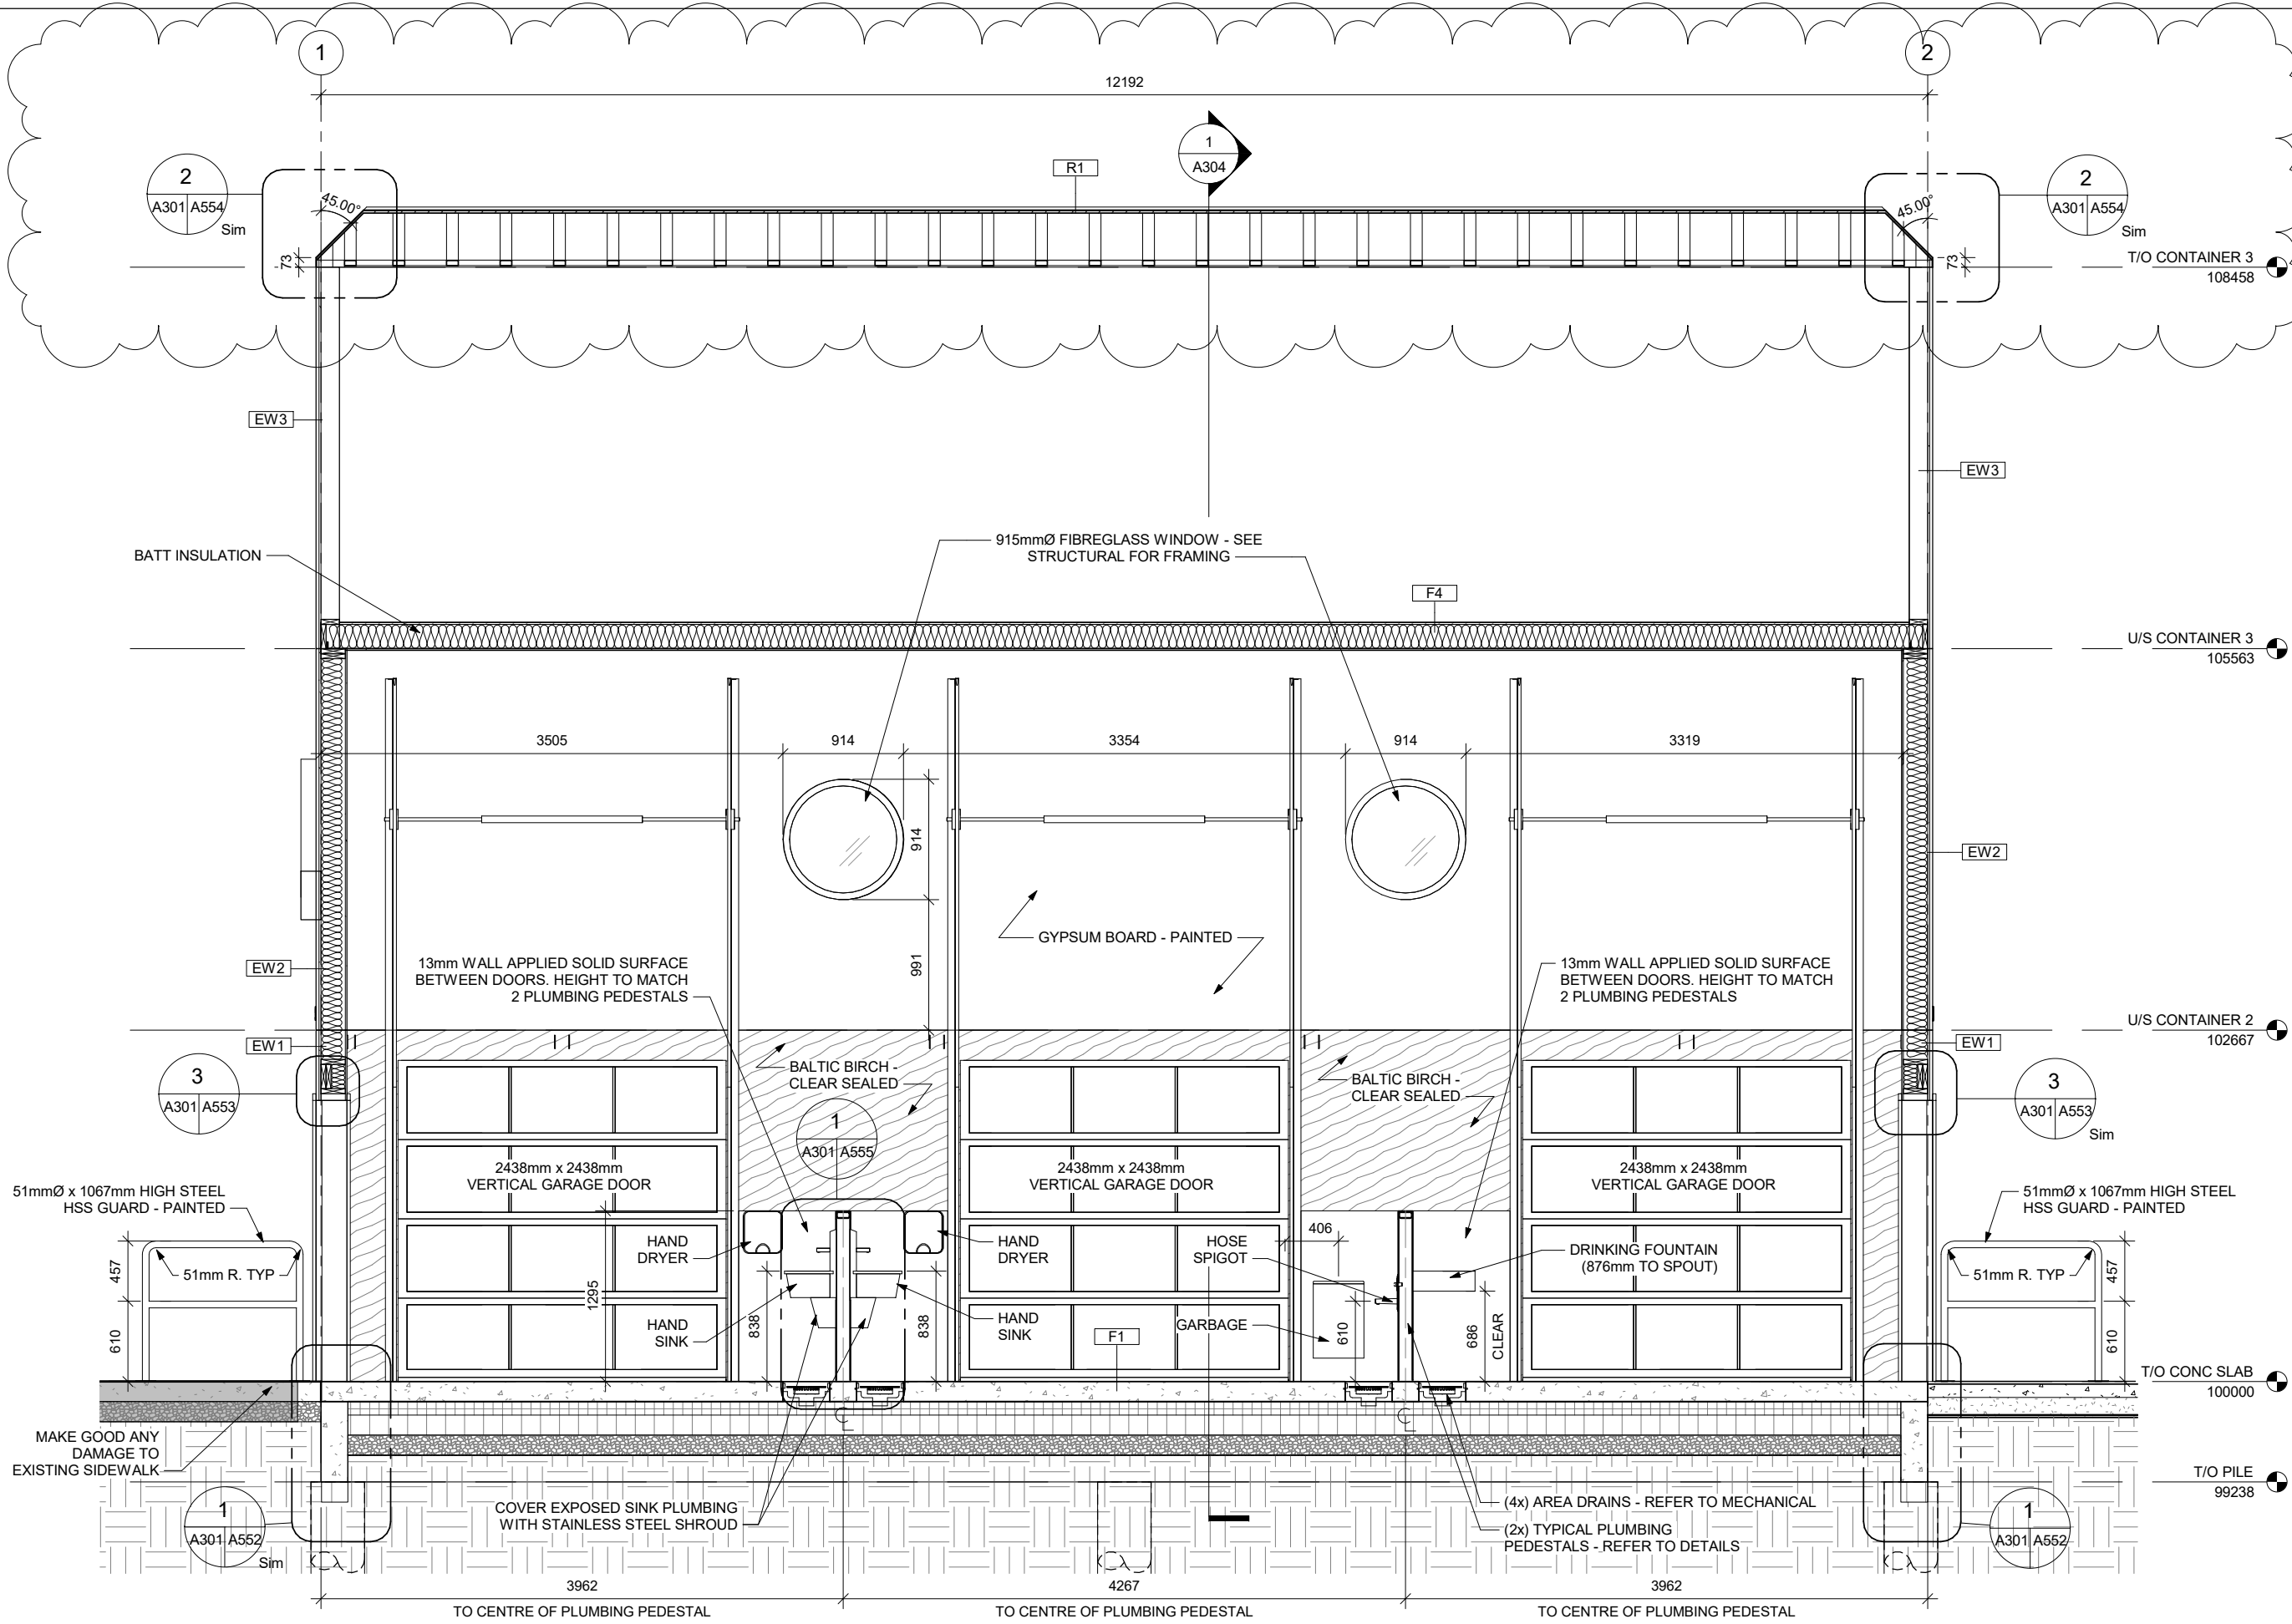 1
2
12192
1
A304
R1
2
A301
A554
Sim
45.00°
73
2
A301
A554
Sim
45.00°
73
T/O CONTAINER 3
108458
EW3
EW3
915mmØ FIBREGLASS WINDOW - SEE
STRUCTURAL FOR FRAMING
BATT INSULATION
F4
U/S CONTAINER 3
105563
3505
914
3354
914
3319
914
EW2
GYPSUM BOARD - PAINTED
991
EW2
13mm WALL APPLIED SOLID SURFACE
BETWEEN DOORS. HEIGHT TO MATCH
2 PLUMBING PEDESTALS
13mm WALL APPLIED SOLID SURFACE
BETWEEN DOORS. HEIGHT TO MATCH
2 PLUMBING PEDESTALS
U/S CONTAINER 2
102667
EW1
EW1
3
A301
A553
BALTIC BIRCH -
CLEAR SEALED
BALTIC BIRCH -
CLEAR SEALED
3
A301
A553
Sim
1
A301
A555
2438mm x 2438mm
VERTICAL GARAGE DOOR
2438mm x 2438mm
VERTICAL GARAGE DOOR
2438mm x 2438mm
VERTICAL GARAGE DOOR
51mmØ x 1067mm HIGH STEEL
HSS GUARD - PAINTED
51mmØ x 1067mm HIGH STEEL
HSS GUARD - PAINTED
457
51mm R. TYP
610
1295
HAND
DRYER
HAND
DRYER
HOSE
SPIGOT
406
DRINKING FOUNTAIN
(876mm TO SPOUT)
51mm R. TYP
457
610
HAND
SINK
838
838
HAND
SINK
F1
GARBAGE
610
686
CLEAR
T/O CONC SLAB
100000
MAKE GOOD ANY
DAMAGE TO
EXISTING SIDEWALK
T/O PILE
99238
COVER EXPOSED SINK PLUMBING
WITH STAINLESS STEEL SHROUD
(4x) AREA DRAINS - REFER TO MECHANICAL
(2x) TYPICAL PLUMBING
PEDESTALS - REFER TO DETAILS
1
A301
A552
Sim
1
A301
A552
3962
4267
3962
TO CENTRE OF PLUMBING PEDESTAL
TO CENTRE OF PLUMBING PEDESTAL
TO CENTRE OF PLUMBING PEDESTAL